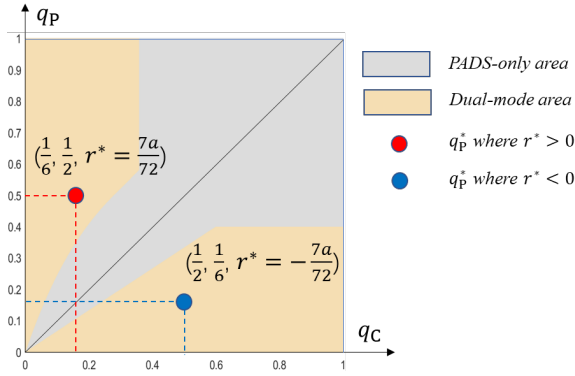 q_P
1
0.9
0.8
0.7
0.6
0.5
0.4
0.3
0.2
0.1
0
(1/6, 1/2, r* = 7a/72)
(1/2, 1/6, r* = −7a/72)
q_C
0 0.2 0.4 0.6 0.8 1
PADS-only area
Dual-mode area
q*_P where r* > 0
q*_P where r* < 0